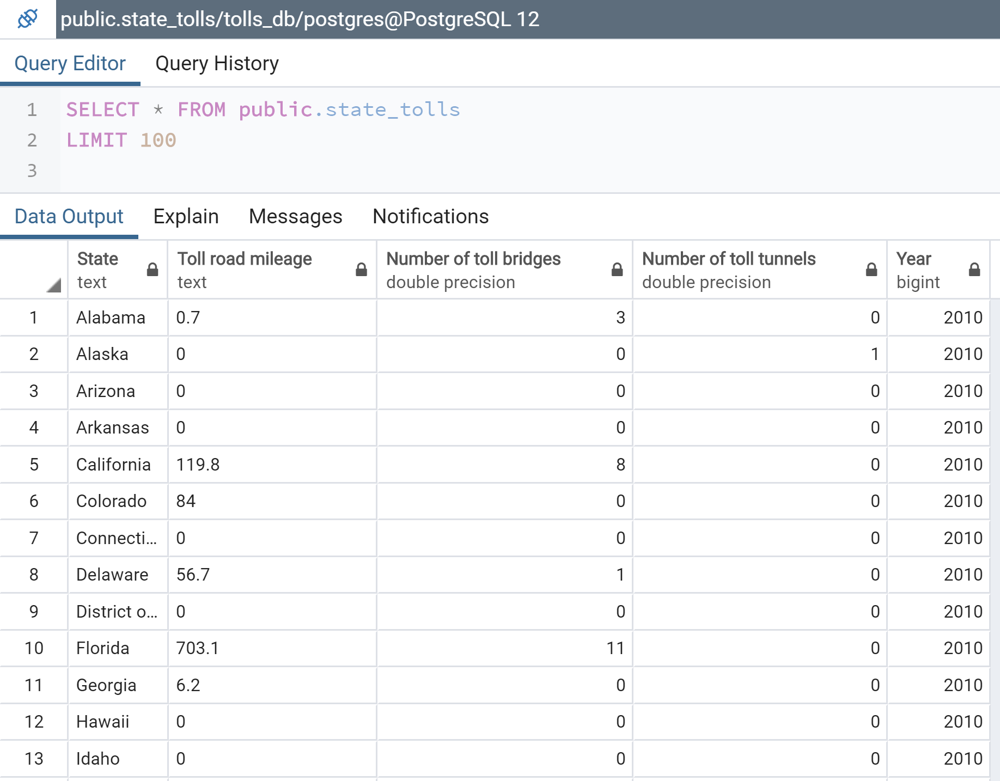 public.state_tolls/tolls_db/postgres@PostgreSQL 12
Query Editor Query History
1 SELECT * FROM public.state_tolls
2 LIMIT 100
3
Data Output Explain Messages Notifications
State Toll road mileage Number of toll bridges Number of toll tunnels Year
text text double precision double precision bigint
1 Alabama 0.7 3 0 2010
2 Alaska 0 0 1 2010
3 Arizona 0 0 0 2010
4 Arkansas 0 0 0 2010
5 California 119.8 8 0 2010
6 Colorado 84 0 0 2010
7 Connecti... 0 0 0 2010
8 Delaware 56.7 1 0 2010
9 District o... 0 0 0 2010
10 Florida 703.1 11 0 2010
11 Georgia 6.2 0 0 2010
12 Hawaii 0 0 0 2010
13 Idaho 0 0 0 2010